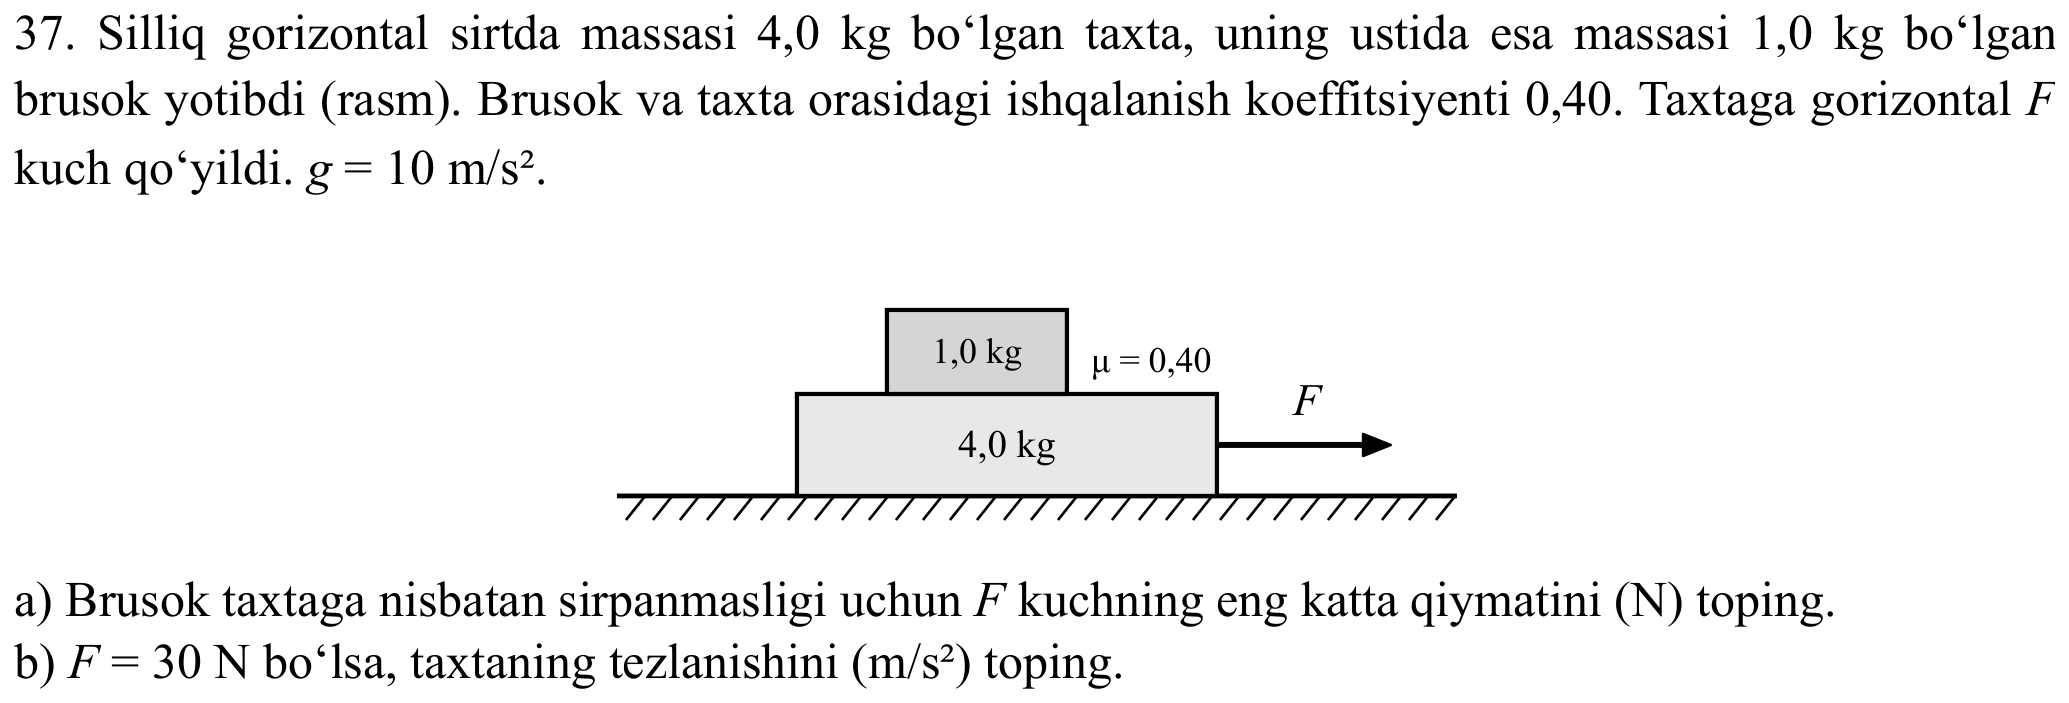 37. Silliq gorizontal sirtda massasi 4,0 kg bo‘lgan taxta, uning ustida esa massasi 1,0 kg bo‘lgan
brusok yotibdi (rasm). Brusok va taxta orasidagi ishqalanish koeffitsiyenti 0,40. Taxtaga gorizontal F
kuch qo‘yildi. g = 10 m/s².
1,0 kg
μ = 0,40
F
4,0 kg
a) Brusok taxtaga nisbatan sirpanmasligi uchun F kuchning eng katta qiymatini (N) toping.
b) F = 30 N bo‘lsa, taxtaning tezlanishini (m/s²) toping.